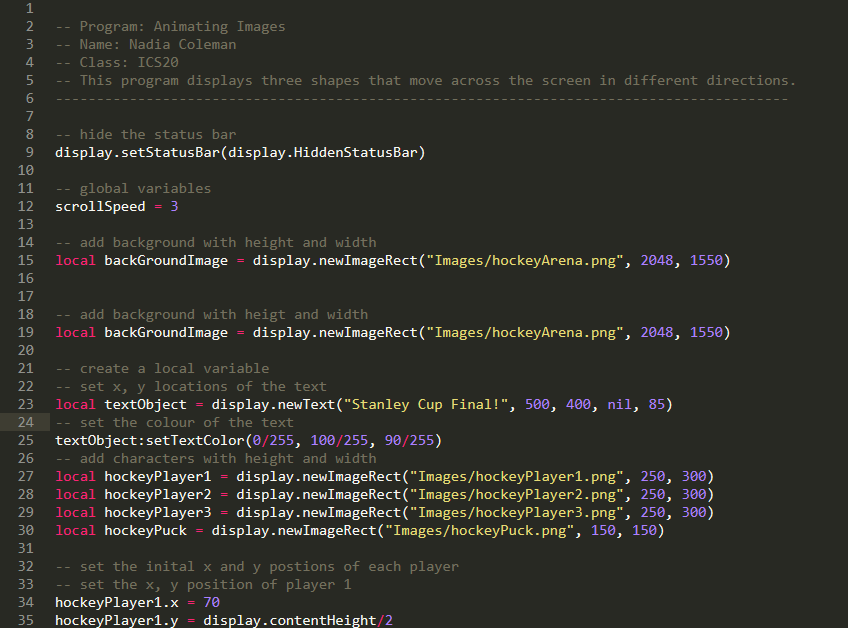 1
2 -- Program: Animating Images
3 -- Name: Nadia Coleman
4 -- Class: ICS20
5 -- This program displays three shapes that move across the screen in different directions.
6 -----------------------------------------------------------------------------------------
7
8 -- hide the status bar
9 display.setStatusBar(display.HiddenStatusBar)
10
11 -- global variables
12 scrollSpeed = 3
13
14 -- add background with height and width
15 local backGroundImage = display.newImageRect("Images/hockeyArena.png", 2048, 1550)
16
17
18 -- add background with heigt and width
19 local backGroundImage = display.newImageRect("Images/hockeyArena.png", 2048, 1550)
20
21 -- create a local variable
22 -- set x, y locations of the text
23 local textObject = display.newText("Stanley Cup Final!", 500, 400, nil, 85)
24 -- set the colour of the text
25 textObject:setTextColor(0/255, 100/255, 90/255)
26 -- add characters with height and width
27 local hockeyPlayer1 = display.newImageRect("Images/hockeyPlayer1.png", 250, 300)
28 local hockeyPlayer2 = display.newImageRect("Images/hockeyPlayer2.png", 250, 300)
29 local hockeyPlayer3 = display.newImageRect("Images/hockeyPlayer3.png", 250, 300)
30 local hockeyPuck = display.newImageRect("Images/hockeyPuck.png", 150, 150)
31
32 -- set the inital x and y postions of each player
33 -- set the x, y position of player 1
34 hockeyPlayer1.x = 70
35 hockeyPlayer1.y = display.contentHeight/2